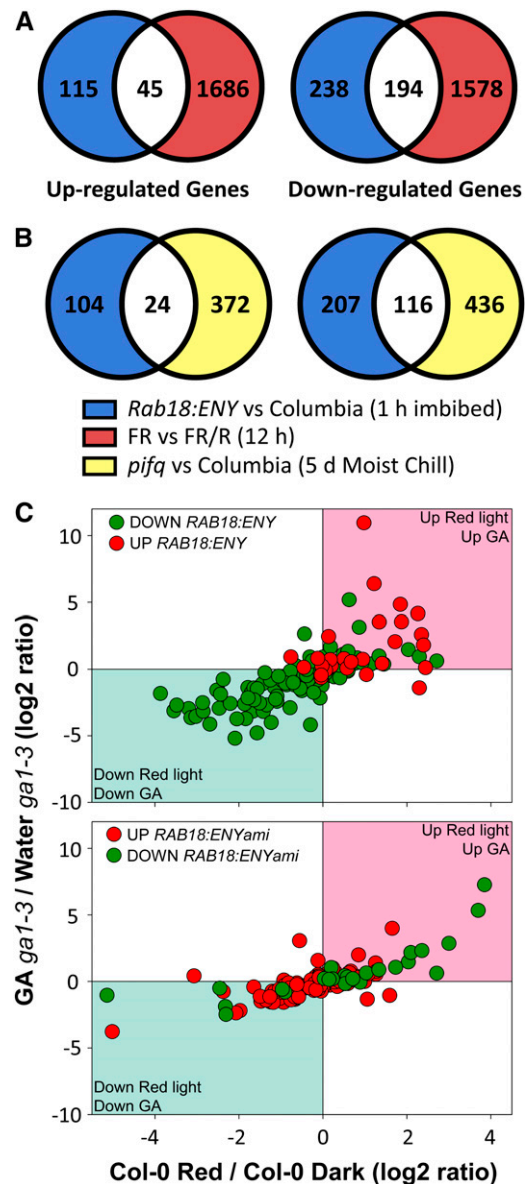 A
115 45 1686
238 194 1578
Up-regulated Genes
Down-regulated Genes
B
104 24 372
207 116 436
Rab18:ENY vs Columbia (1 h imbibed)
FR vs FR/R (12 h)
pifq vs Columbia (5 d Moist Chill)
C
GA ga1-3 / Water ga1-3 (log2 ratio)
10
5
0
-5
-10
DOWN RAB18:ENY
UP RAB18:ENY
Up Red light
Up GA
Down Red light
Down GA
10
5
0
-5
-10
UP RAB18:ENYami
DOWN RAB18:ENYami
Up Red light
Up GA
Down Red light
Down GA
-4 -2 0 2 4
Col-0 Red / Col-0 Dark (log2 ratio)